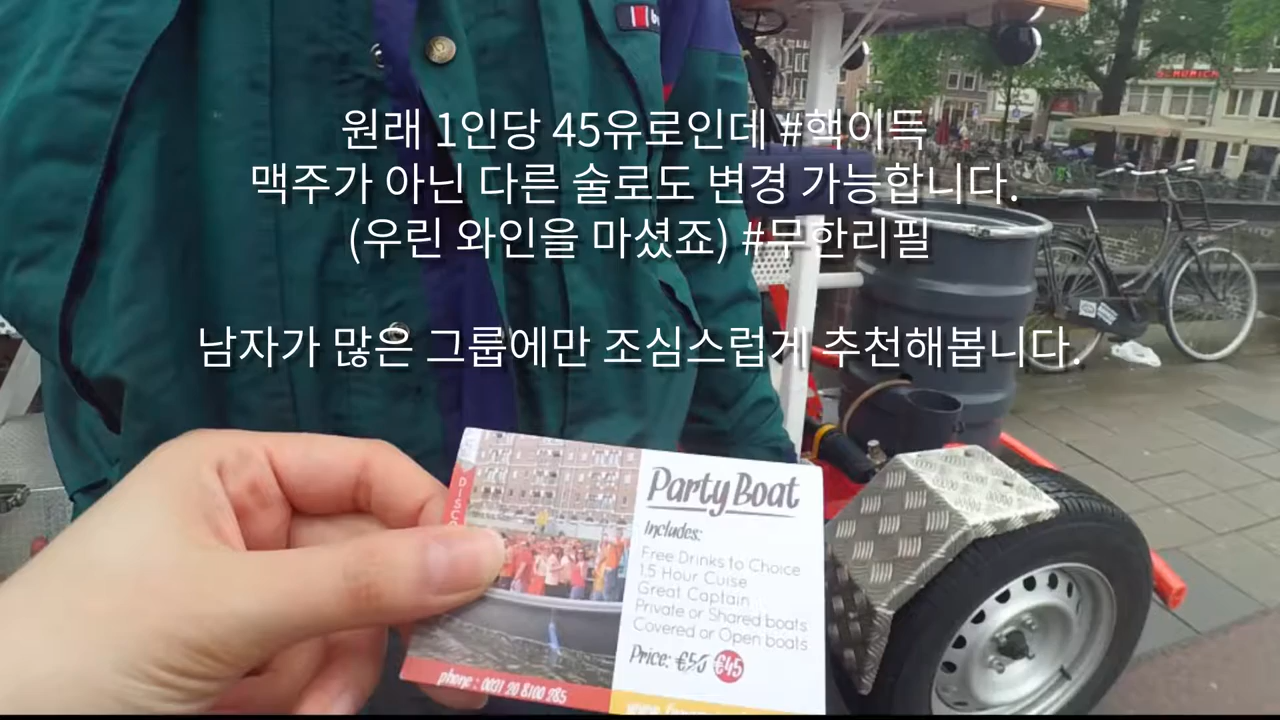 원래 1인당 45유로인데 #핵이득
맥주가 아닌 다른 술로도 변경 가능합니다.
(우린 와인을 마셨죠) #무한리필
남자가 많은 그룹에만 조심스럽게 추천해봅니다.
Party Boat
Includes:
Free Drinks to Choice
1,5 Hour Cuise
Great Captain
Private or Shared boats
Covered or Open boats
Price: €50 €45
phone : 0031 20 8100 285